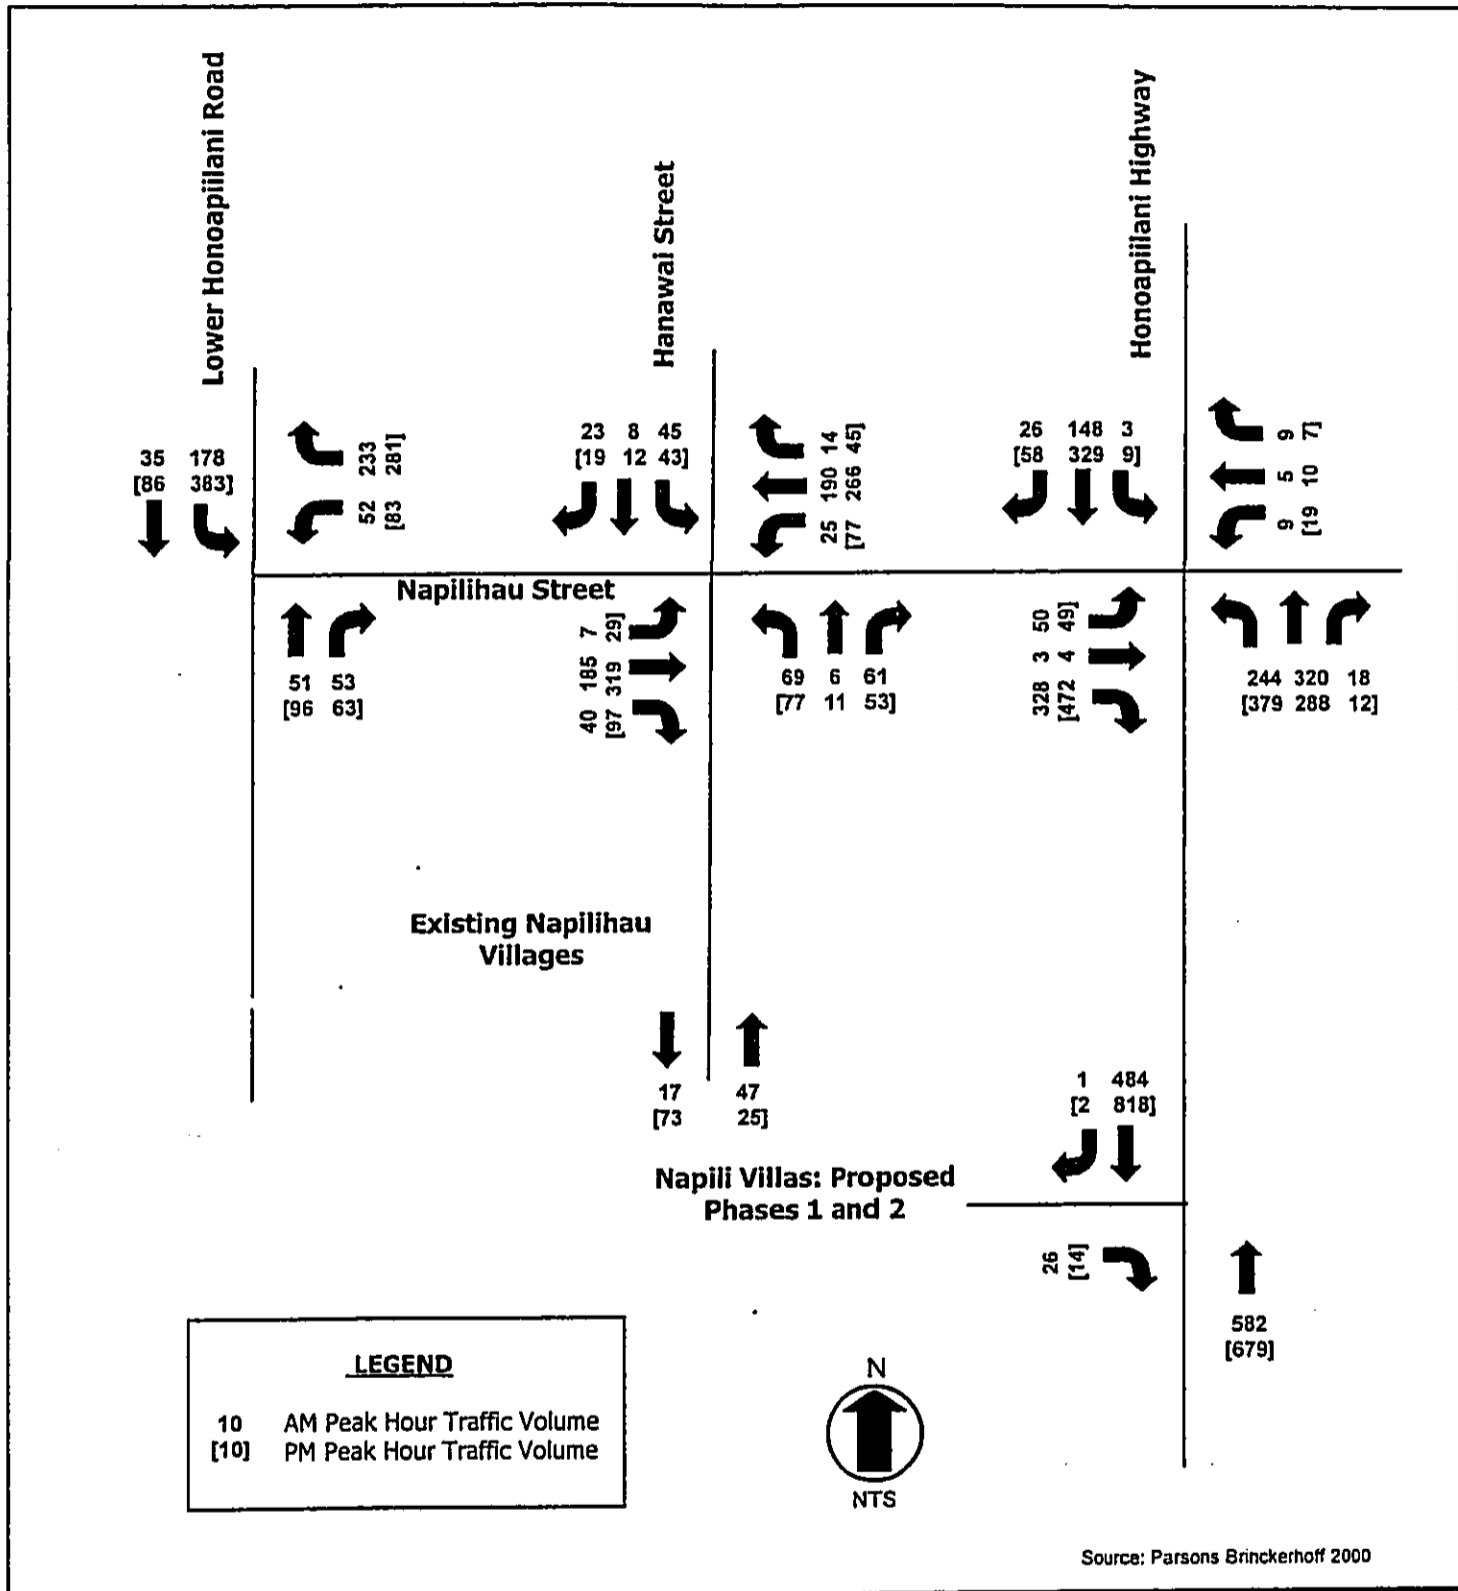 Lower Honoapiilani Road
Hanawai Street
Honoapiilani Highway
35 178
[86 383]
233
281]
52
[83
23 8 45
[19 12 43]
14
45]
190
266
25
[77
26 148 3
[58 329 9]
9
7]
5
10
9
[19
Napilihau Street
51 53
[96 63]
7
29]
185
319
40
[97
69 6 61
[77 11 53]
50
49]
3
4
328
[472
244 320 18
[379 288 12]
Existing Napilihau
Villages
17 47
[73 25]
1 484
[2 818]
Napili Villas: Proposed
Phases 1 and 2
26
[14]
582
[679]
LEGEND
10 AM Peak Hour Traffic Volume
[10] PM Peak Hour Traffic Volume
N
NTS
Source: Parsons Brinckerhoff 2000